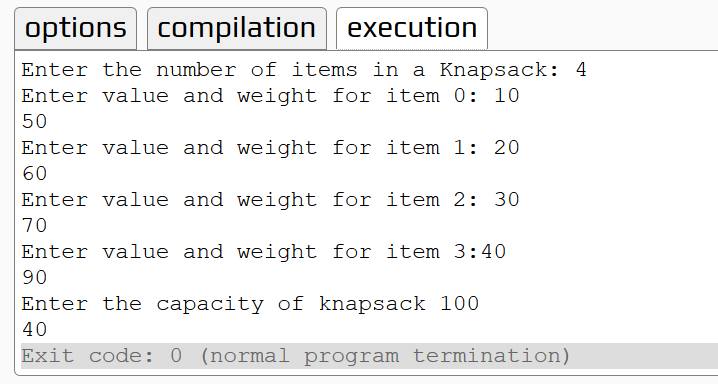 options compilation execution
Enter the number of items in a Knapsack: 4
Enter value and weight for item 0: 10
50
Enter value and weight for item 1: 20
60
Enter value and weight for item 2: 30
70
Enter value and weight for item 3:40
90
Enter the capacity of knapsack 100
40
Exit code: 0 (normal program termination)